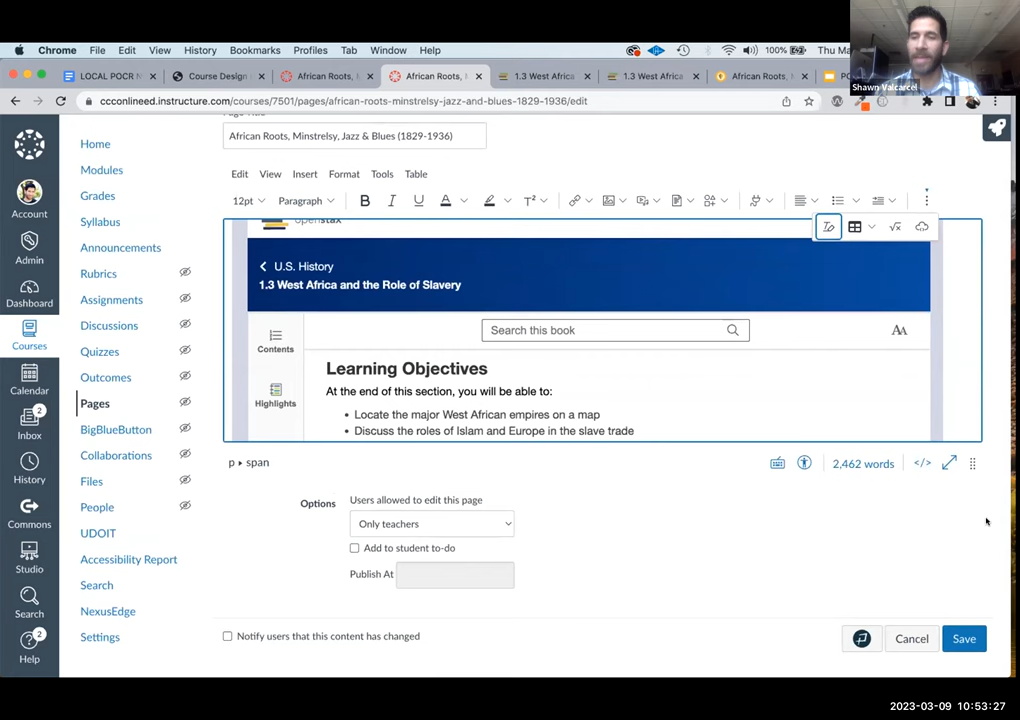 Chrome File Edit View History Bookmarks Profiles Tab Window Help 100% Thu Ma
LOCAL POCR N Course Design African Roots, African Roots, 1.3 West Africa 1.3 West Africa African Roots, PO
Shawn Valcarcel
ccconlineed.instructure.com/courses/7501/pages/african-roots-minstrelsy-jazz-and-blues-1829-1936/edit
Account
Admin
Dashboard
Courses
Calendar
2
Inbox
History
Commons
Studio
Search
2
Help
Home
Modules
Grades
Syllabus
Announcements
Rubrics
Assignments
Discussions
Quizzes
Outcomes
Pages
BigBlueButton
Collaborations
Files
People
UDOIT
Accessibility Report
Search
NexusEdge
Settings
African Roots, Minstrelsy, Jazz & Blues (1829-1936)
Edit View Insert Format Tools Table
12pt Paragraph B I U A T²
openstax
U.S. History
1.3 West Africa and the Role of Slavery
Contents
Highlights
Search this book
AA
Learning Objectives
At the end of this section, you will be able to:
• Locate the major West African empires on a map
• Discuss the roles of Islam and Europe in the slave trade
p ▸ span
2,462 words </>
Options
Users allowed to edit this page
Only teachers
Add to student to-do
Publish At
Notify users that this content has changed
Cancel Save
2023-03-09 10:53:27